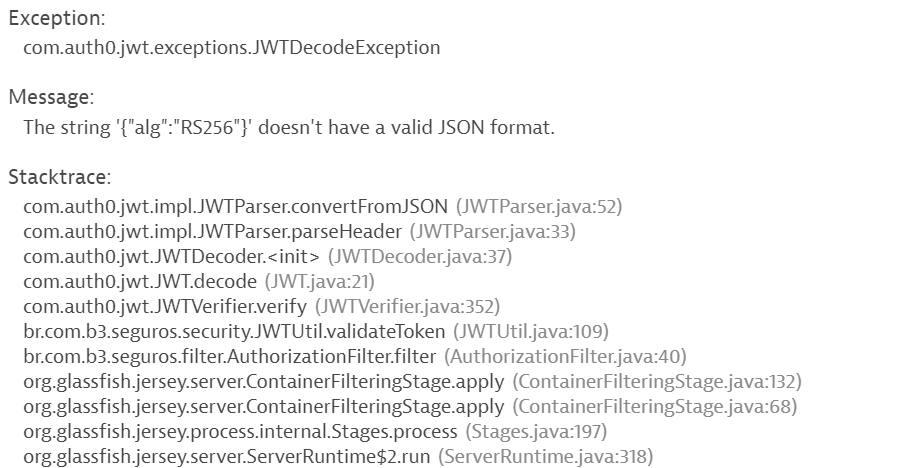 Exception:
com.auth0.jwt.exceptions.JWTDecodeException
Message:
The string '{"alg":"RS256"}' doesn't have a valid JSON format.
Stacktrace:
com.auth0.jwt.impl.JWTParser.convertFromJSON (JWTParser.java:52)
com.auth0.jwt.impl.JWTParser.parseHeader (JWTParser.java:33)
com.auth0.jwt.JWTDecoder.<init> (JWTDecoder.java:37)
com.auth0.jwt.JWT.decode (JWT.java:21)
com.auth0.jwt.JWTVerifier.verify (JWTVerifier.java:352)
br.com.b3.seguros.security.JWTUtil.validateToken (JWTUtil.java:109)
br.com.b3.seguros.filter.AuthorizationFilter.filter (AuthorizationFilter.java:40)
org.glassfish.jersey.server.ContainerFilteringStage.apply (ContainerFilteringStage.java:132)
org.glassfish.jersey.server.ContainerFilteringStage.apply (ContainerFilteringStage.java:68)
org.glassfish.jersey.process.internal.Stages.process (Stages.java:197)
org.glassfish.jersey.server.ServerRuntime$2.run (ServerRuntime.java:318)